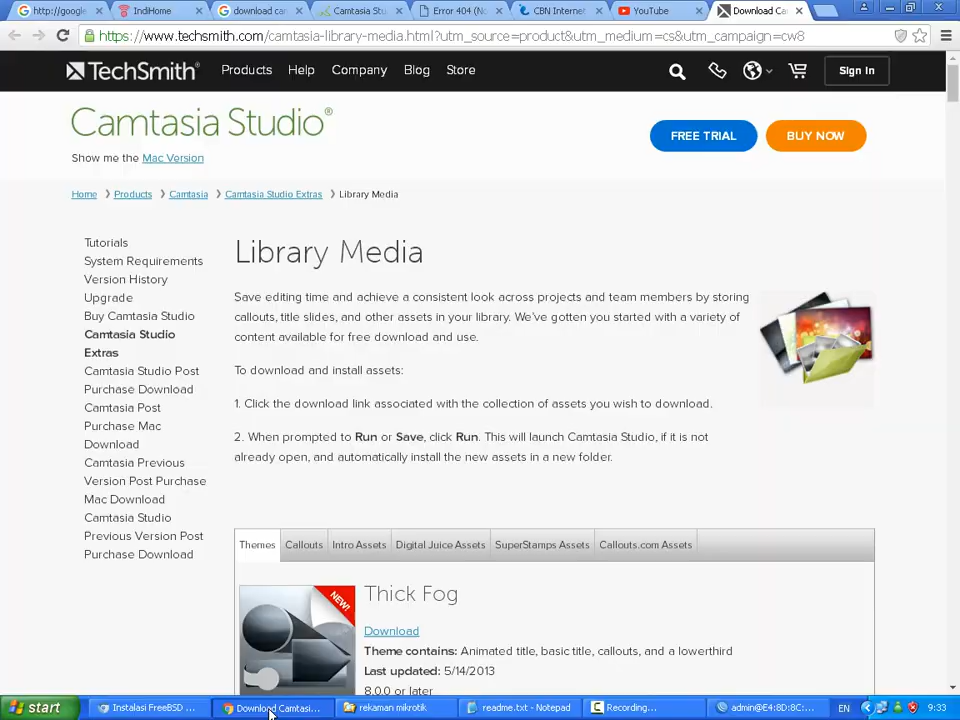 http://google
IndiHome
download car
Camtasia Stu
Error 404 (No
CBN Internet
YouTube
Download Ca
https://www.techsmith.com/camtasia-library-media.html?utm_source=product&utm_medium=cs&utm_campaign=cw8
TechSmith
Products Help Company Blog Store
Sign In
Camtasia Studio®
FREE TRIAL BUY NOW
Show me the Mac Version
Home Products Camtasia Camtasia Studio Extras Library Media
Tutorials
System Requirements
Version History
Upgrade
Buy Camtasia Studio
Camtasia Studio
Extras
Camtasia Studio Post
Purchase Download
Camtasia Post
Purchase Mac
Download
Camtasia Previous
Version Post Purchase
Mac Download
Camtasia Studio
Previous Version Post
Purchase Download
Library Media
Save editing time and achieve a consistent look across projects and team members by storing
callouts, title slides, and other assets in your library. We've gotten you started with a variety of
content available for free download and use.
To download and install assets:
1. Click the download link associated with the collection of assets you wish to download.
2. When prompted to Run or Save, click Run. This will launch Camtasia Studio, if it is not
already open, and automatically install the new assets in a new folder.
Themes Callouts Intro Assets Digital Juice Assets SuperStamps Assets Callouts.com Assets
NEW!
Thick Fog
Download
Theme contains: Animated title, basic title, callouts, and a lowerthird
Last updated: 5/14/2013
8.0.0 or later
start
Instalasi FreeBSD ...
Download Camtasi...
rekaman mikrotik
readme.txt - Notepad
Recording...
admin@E4:8D:8C:...
EN
9:33